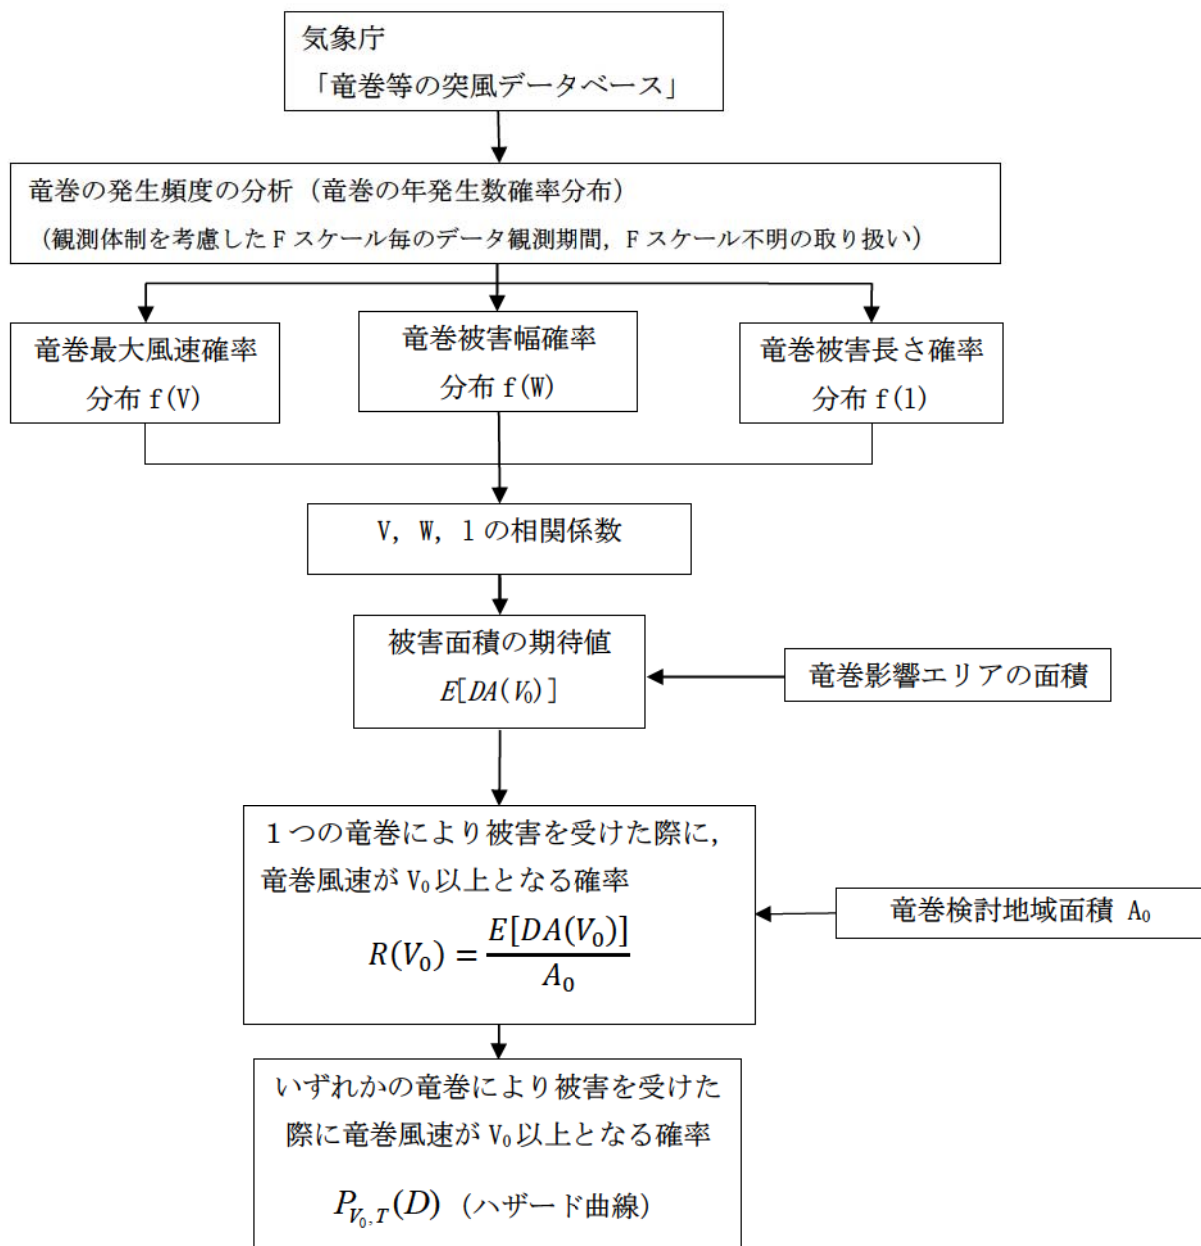 気象庁
「竜巻等の突風データベース」
竜巻の発生頻度の分析（竜巻の年発生数確率分布）
（観測体制を考慮したFスケール毎のデータ観測期間，Fスケール不明の取り扱い）
竜巻最大風速確率
分布 f(V)
竜巻被害幅確率
分布 f(W)
竜巻被害長さ確率
分布 f(l)
V, W, l の相関係数
被害面積の期待値
E[DA(V₀)]
竜巻影響エリアの面積
１つの竜巻により被害を受けた際に，
竜巻風速が V₀以上となる確率
R(V₀) = E[DA(V₀)] / A₀
竜巻検討地域面積 A₀
いずれかの竜巻により被害を受けた
際に竜巻風速が V₀以上となる確率
P_{V₀,T}(D)（ハザード曲線）